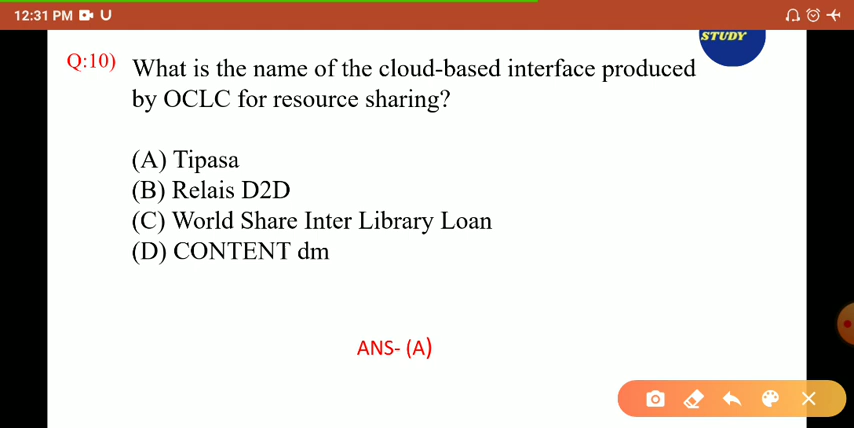 12:31 PM
STUDY
Q:10) What is the name of the cloud-based interface produced
by OCLC for resource sharing?
(A) Tipasa
(B) Relais D2D
(C) World Share Inter Library Loan
(D) CONTENT dm
ANS- (A)